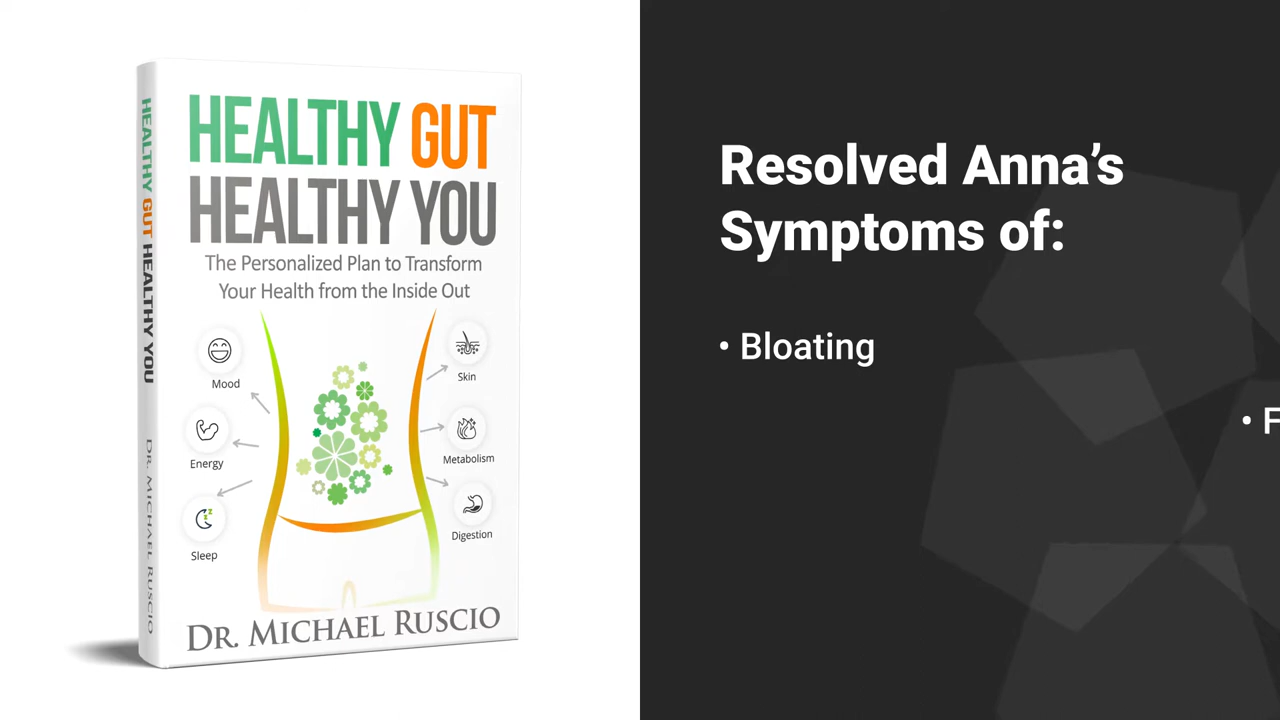 HEALTHY GUT HEALTHY YOU
DR. MICHAEL RUSCIO
HEALTHY GUT
HEALTHY YOU
The Personalized Plan to Transform
Your Health from the Inside Out
Mood
Energy
Sleep
Skin
Metabolism
Digestion
DR. MICHAEL RUSCIO
Resolved Anna’s
Symptoms of:
• Bloating